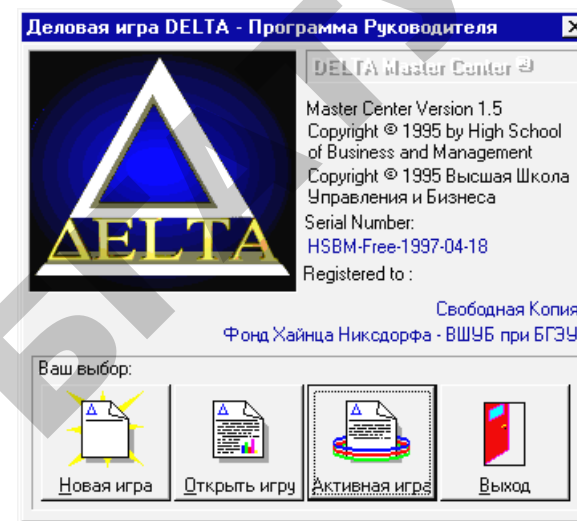 Деловая игра DELTA - Программа Руководителя
DELTA Master Center
ΔELTA
Master Center Version 1.5
Copyright © 1995 by High School
of Business and Management
Copyright © 1995 Высшая Школа
Управления и Бизнеса
Serial Number:
HSBM-Free-1997-04-18
Registered to :
Свободная Копия
Фонд Хайнца Никсдорфа - ВШУБ при БГЭУ
Ваш выбор:
Новая игра
Открыть игру
Активная игра
Выход